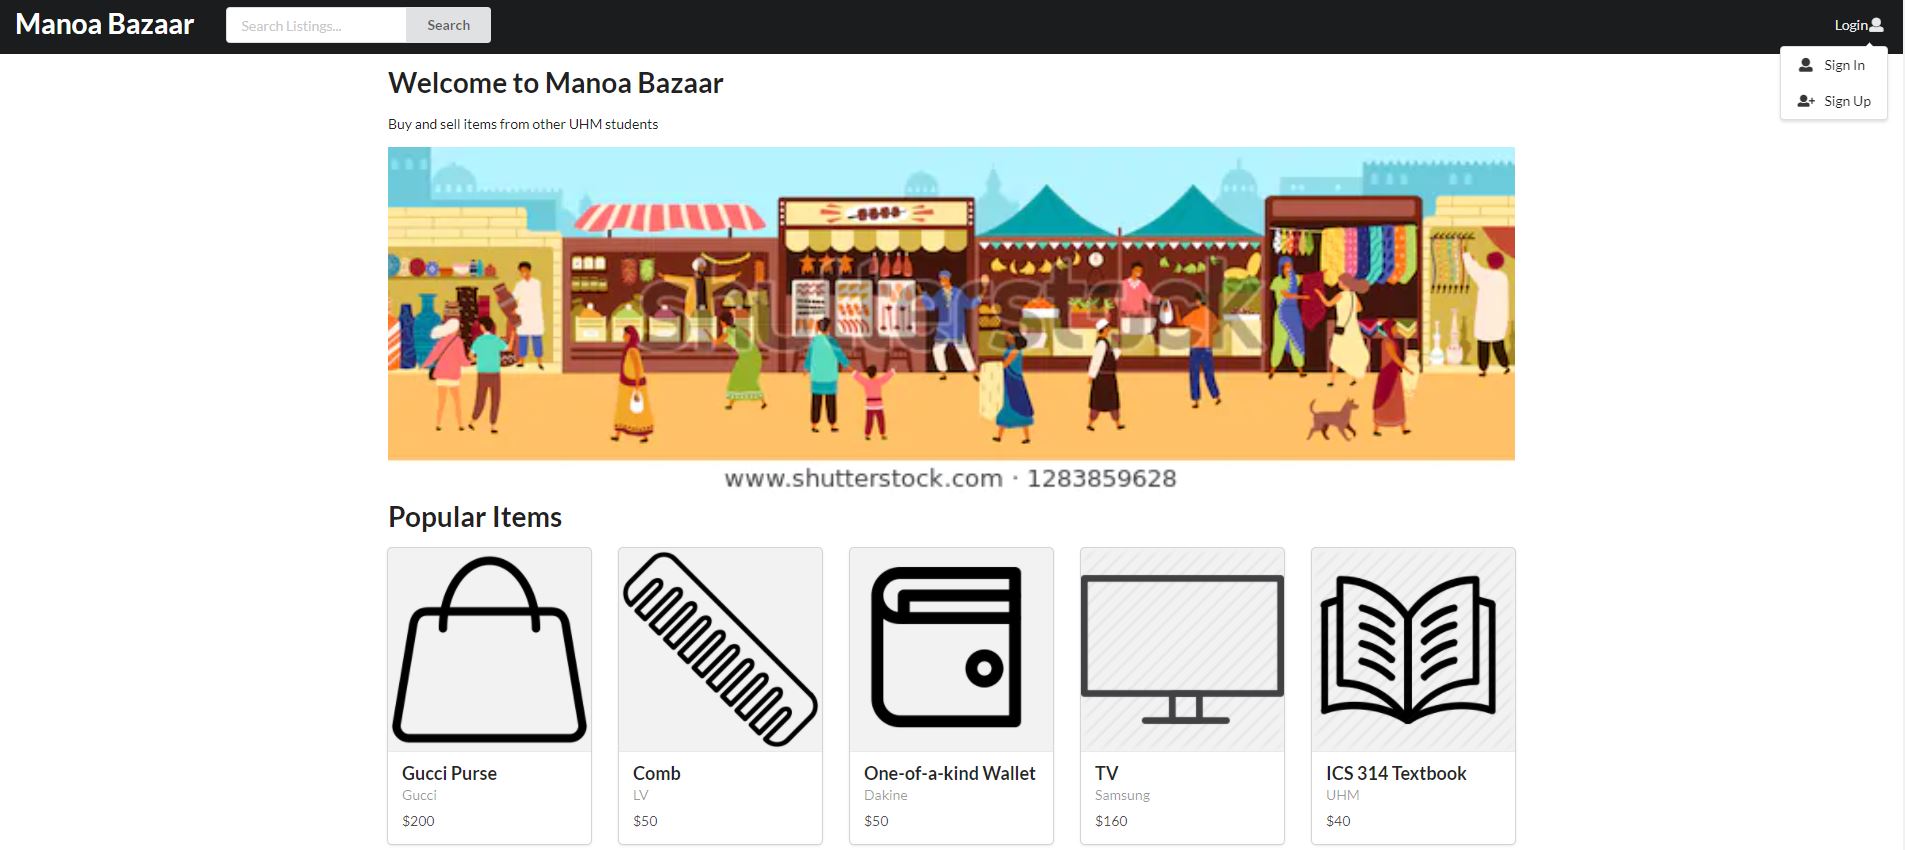 Manoa Bazaar
Search Listings...
Search
Login
Sign In
Sign Up
Welcome to Manoa Bazaar
Buy and sell items from other UHM students
shutterstock
www.shutterstock.com · 1283859628
Popular Items
Gucci Purse
Gucci
$200
Comb
LV
$50
One-of-a-kind Wallet
Dakine
$50
TV
Samsung
$160
ICS 314 Textbook
UHM
$40